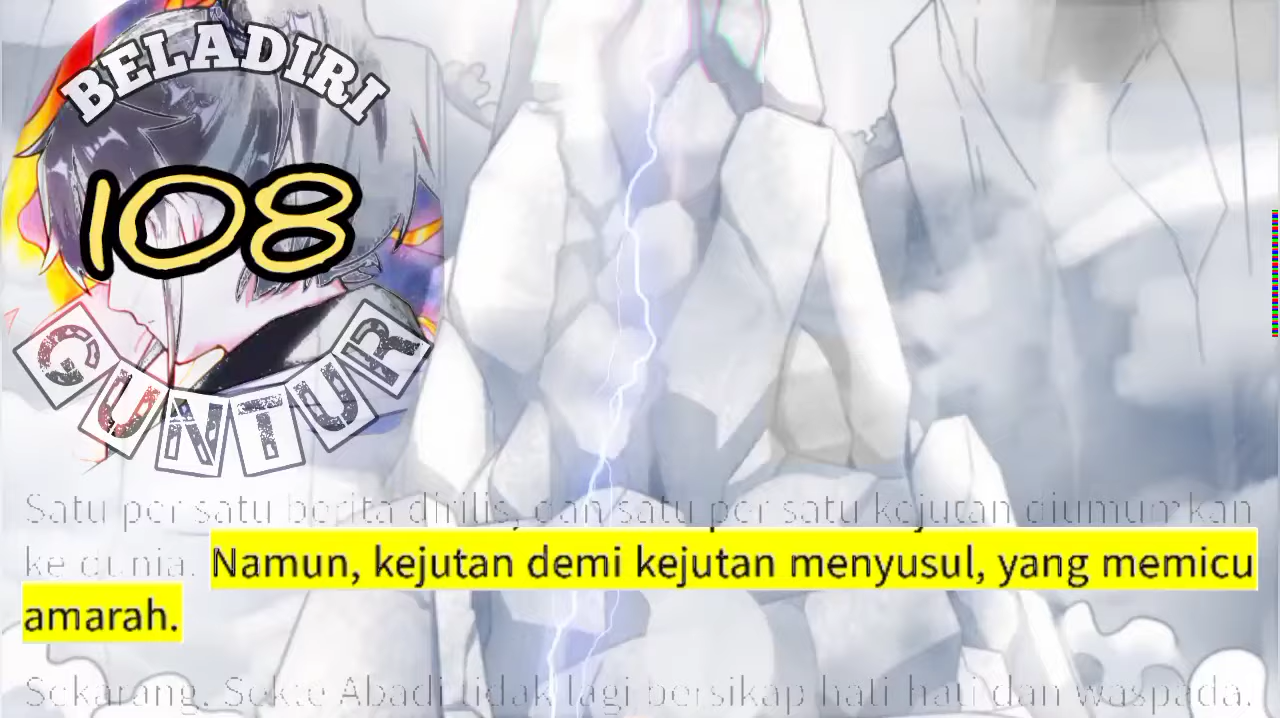 BELADIRI
108
GUNTUR
Satu per satu berita dirilis, dan satu per satu kejutan diumumkan
ke dunia. Namun, kejutan demi kejutan menyusul, yang memicu
amarah.
Sekarang, Sekte Abadi tidak lagi bersikap hati hati dan waspada.